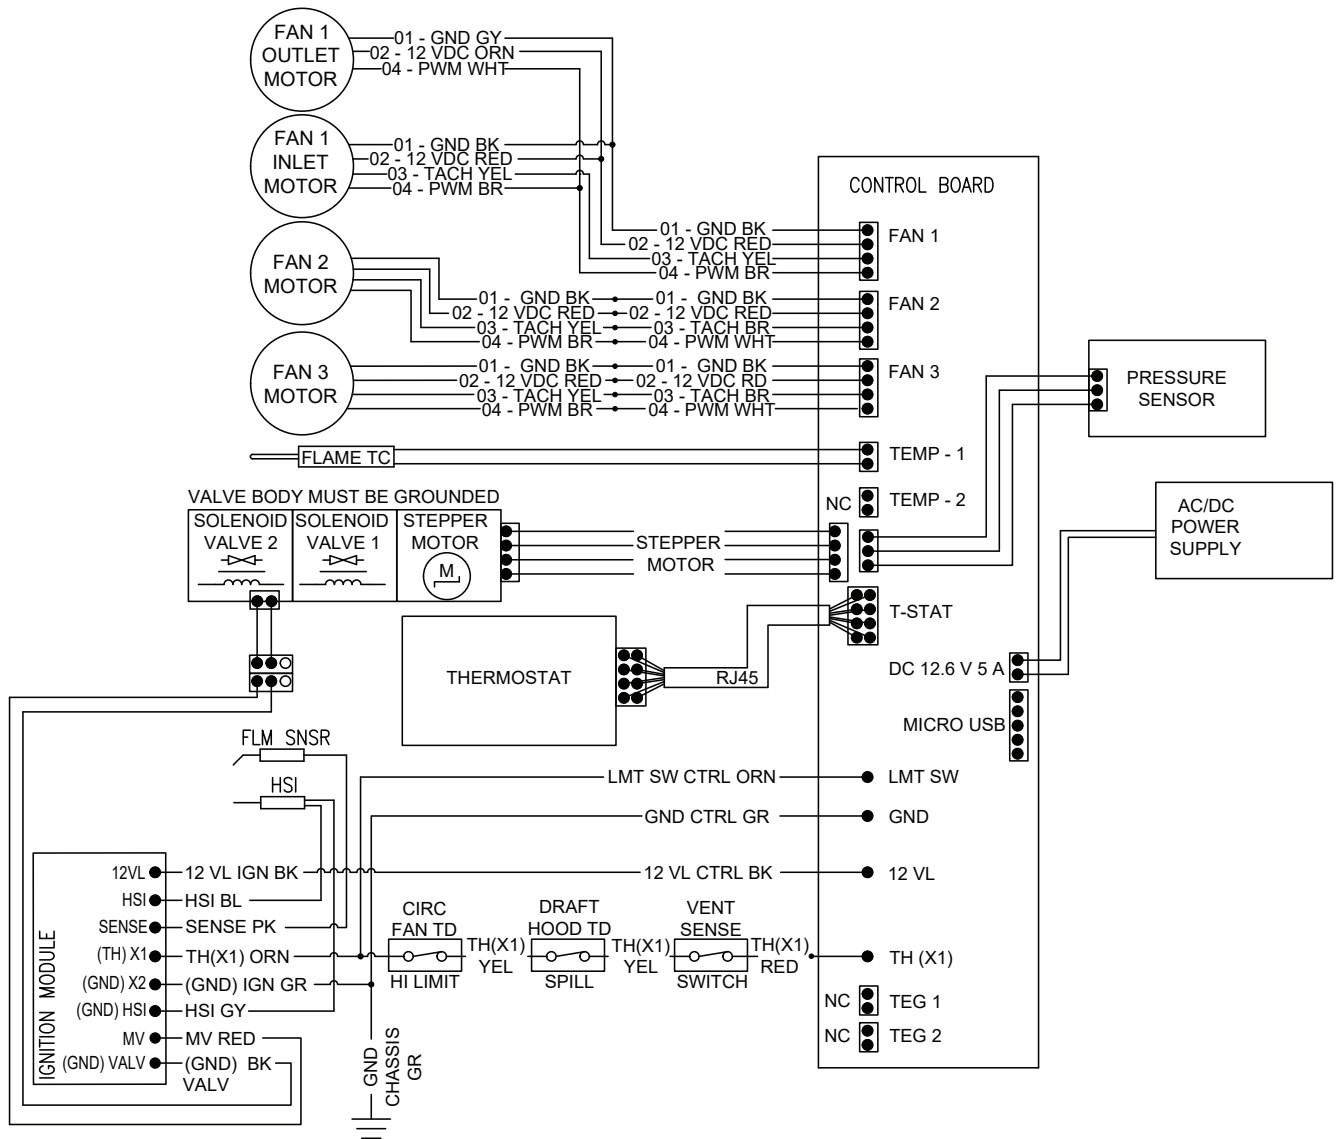 FAN 1
OUTLET
MOTOR
01 - GND GY
02 - 12 VDC ORN
04 - PWM WHT
FAN 1
INLET
MOTOR
01 - GND BK
02 - 12 VDC RED
03 - TACH YEL
04 - PWM BR
CONTROL BOARD
01 - GND BK
02 - 12 VDC RED
03 - TACH YEL
04 - PWM BR
FAN 1
FAN 2
MOTOR
01 - GND BK
02 - 12 VDC RED
03 - TACH YEL
04 - PWM BR
01 - GND BK
02 - 12 VDC RED
03 - TACH BR
04 - PWM WHT
FAN 2
FAN 3
MOTOR
01 - GND BK
02 - 12 VDC RED
03 - TACH YEL
04 - PWM BR
01 - GND BK
02 - 12 VDC RD
03 - TACH BR
04 - PWM WHT
FAN 3
PRESSURE
SENSOR
FLAME TC
TEMP - 1
VALVE BODY MUST BE GROUNDED
NC
TEMP - 2
SOLENOID
VALVE 2
SOLENOID
VALVE 1
STEPPER
MOTOR
M
STEPPER
MOTOR
AC/DC
POWER
SUPPLY
T-STAT
THERMOSTAT
RJ45
DC 12.6 V 5 A
MICRO USB
FLM SNSR
HSI
LMT SW CTRL ORN
LMT SW
GND CTRL GR
GND
12VL
12 VL IGN BK
12 VL CTRL BK
12 VL
HSI
HSI BL
SENSE
SENSE PK
(TH) X1
TH(X1) ORN
CIRC
FAN TD
HI LIMIT
TH(X1)
YEL
DRAFT
HOOD TD
SPILL
TH(X1)
YEL
VENT
SENSE
SWITCH
TH(X1)
RED
TH (X1)
(GND) X2
(GND) IGN GR
(GND) HSI
HSI GY
MV
MV RED
(GND) VALV
(GND) BK
VALV
IGNITION MODULE
GND
CHASSIS
GR
NC
TEG 1
NC
TEG 2